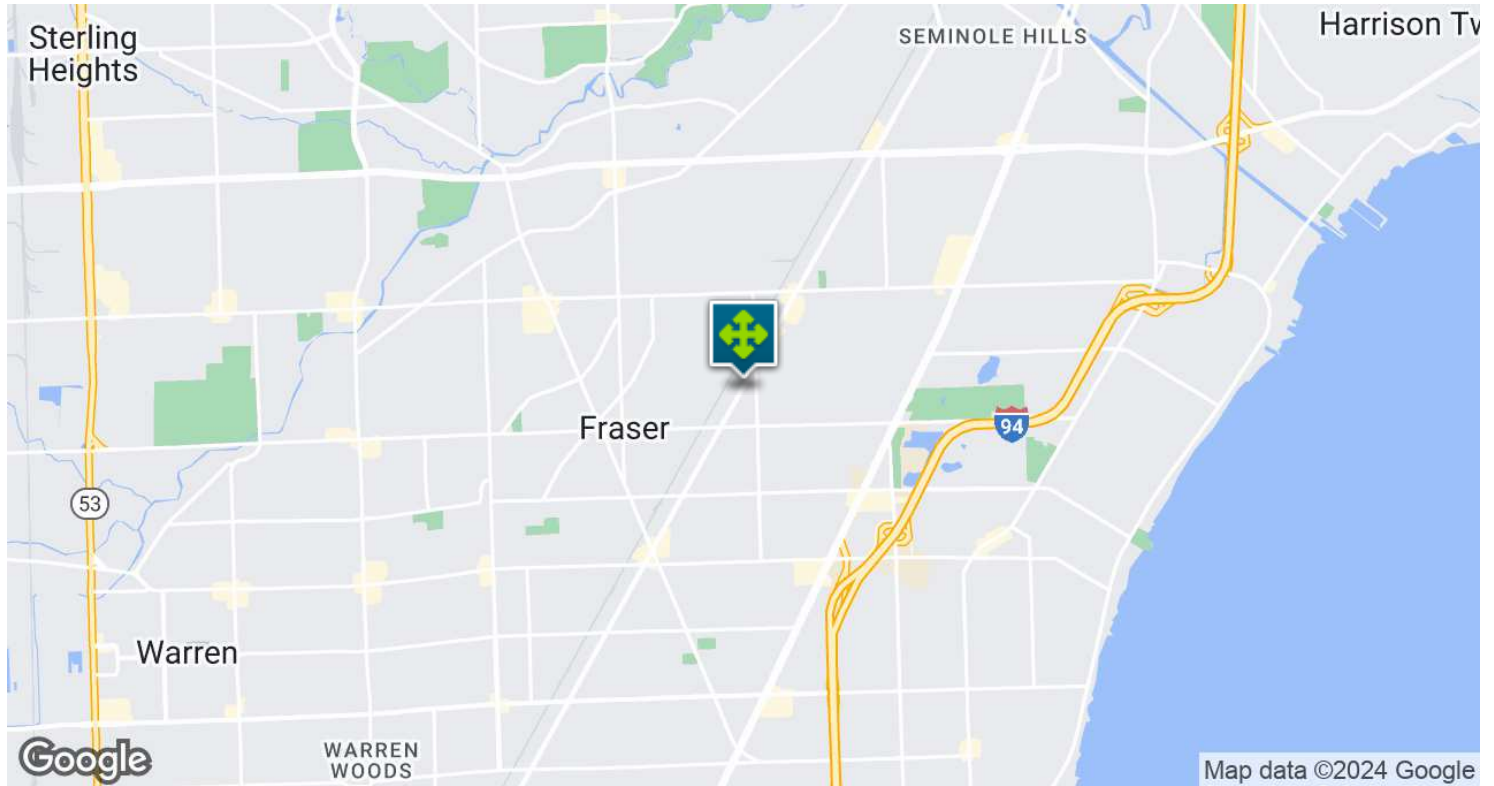 Sterling
Heights
SEMINOLE HILLS
Harrison Tw
Fraser
94
53
Warren
WARREN
WOODS
Google
Map data ©2024 Google